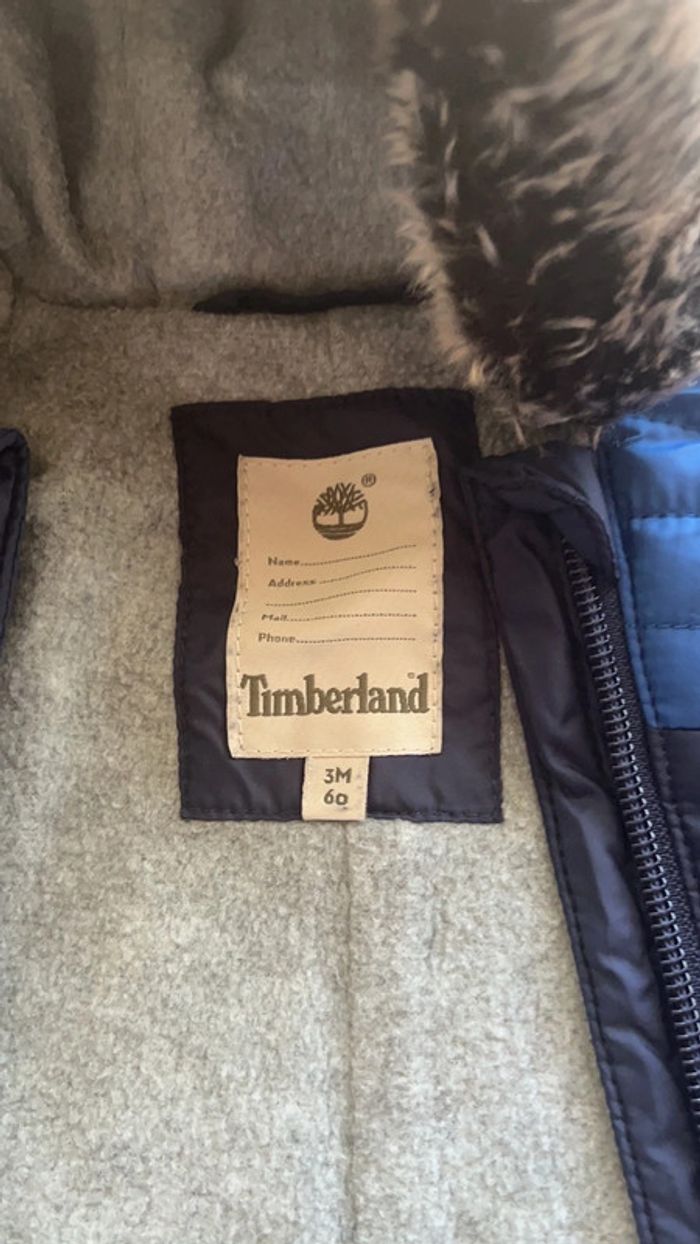 ®
Name
Address
Mail
Phone
Timberland
3M
60